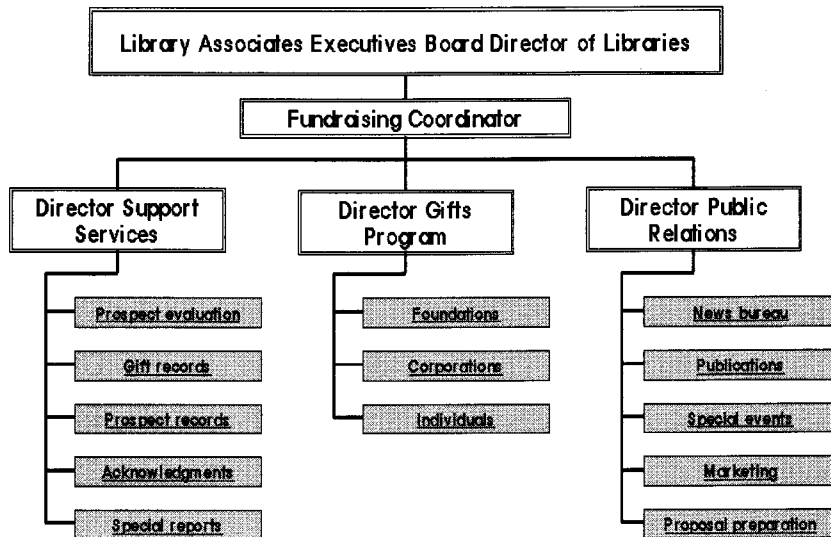 Library Associates Executives Board Director of Libraries
Fundraising Coordinator
Director Support
Services
Prospect evaluation
Gift records
Prospect records
Acknowledgments
Special reports
Director Gifts
Program
Foundations
Corporations
Individuals
Director Public
Relations
News bureau
Publications
Special events
Marketing
Proposal preparation